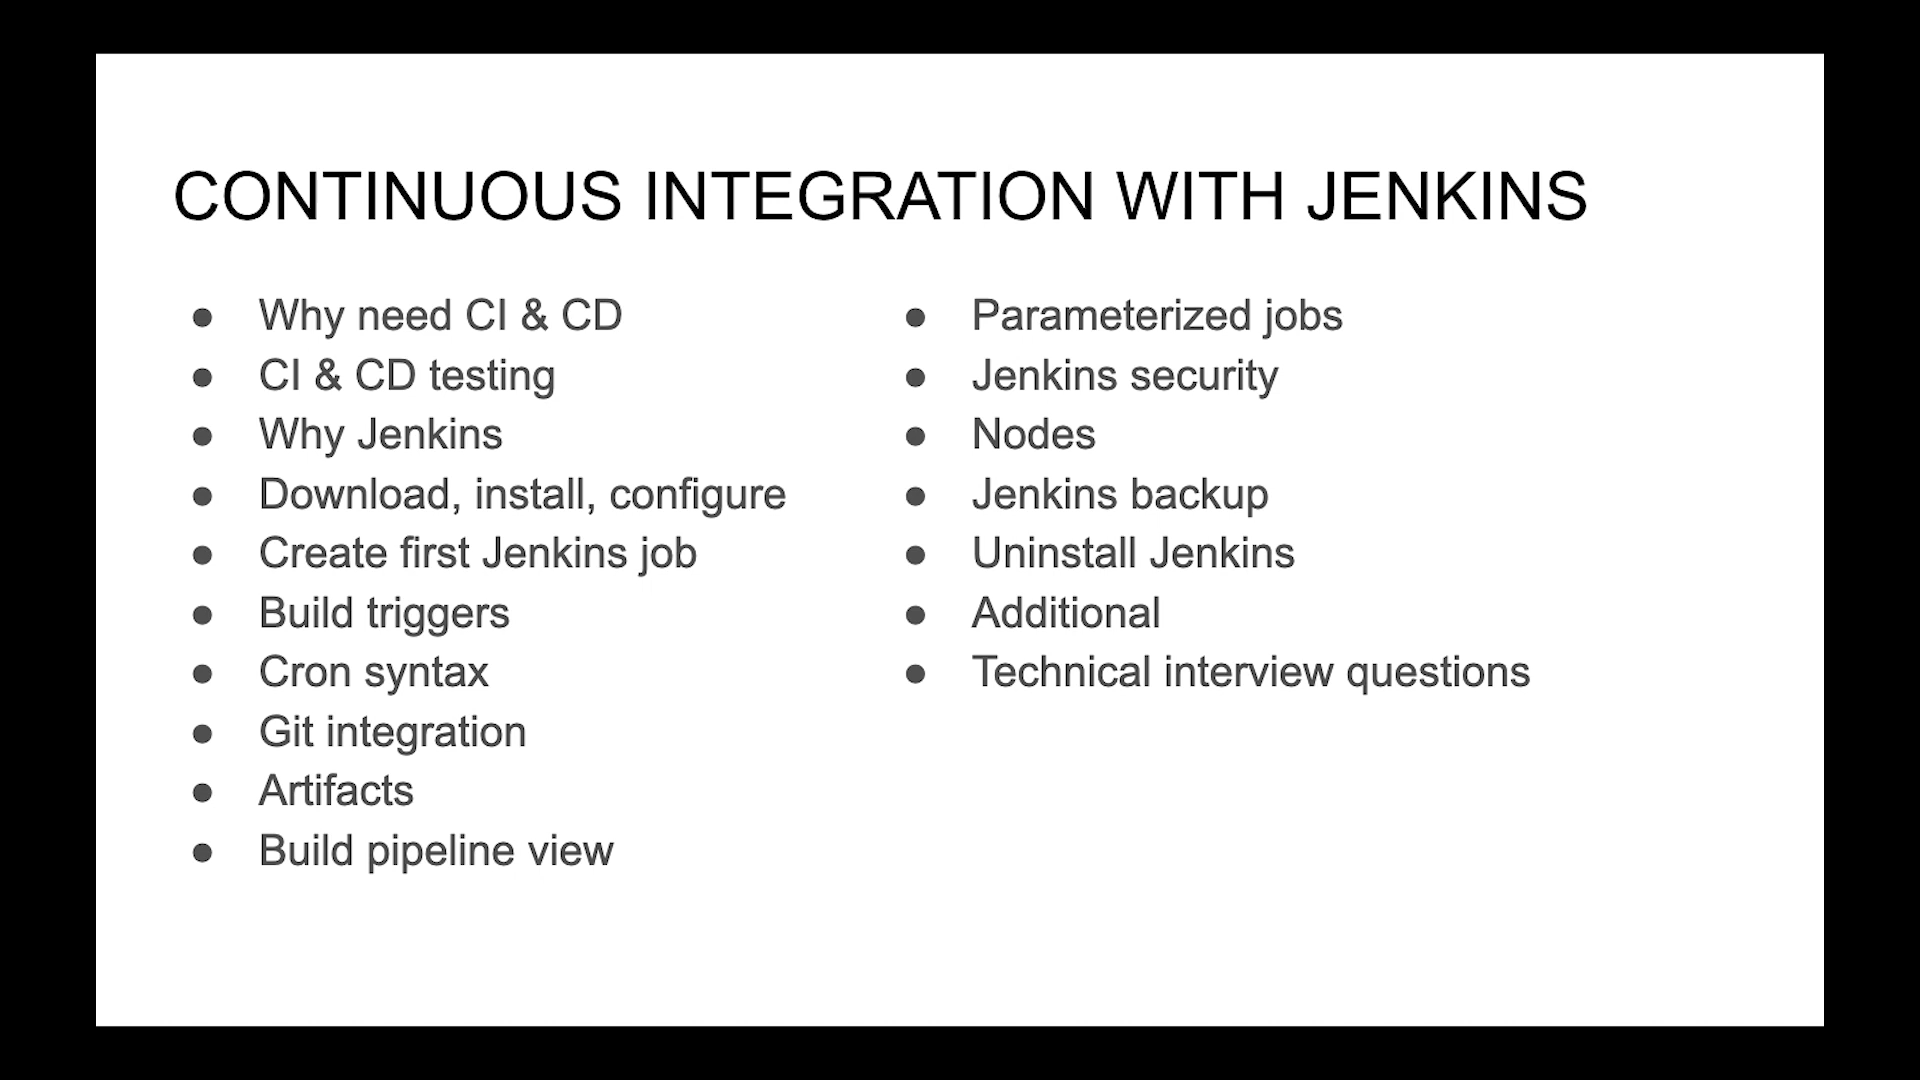 CONTINUOUS INTEGRATION WITH JENKINS
● Why need CI & CD
● CI & CD testing
● Why Jenkins
● Download, install, configure
● Create first Jenkins job
● Build triggers
● Cron syntax
● Git integration
● Artifacts
● Build pipeline view
● Parameterized jobs
● Jenkins security
● Nodes
● Jenkins backup
● Uninstall Jenkins
● Additional
● Technical interview questions